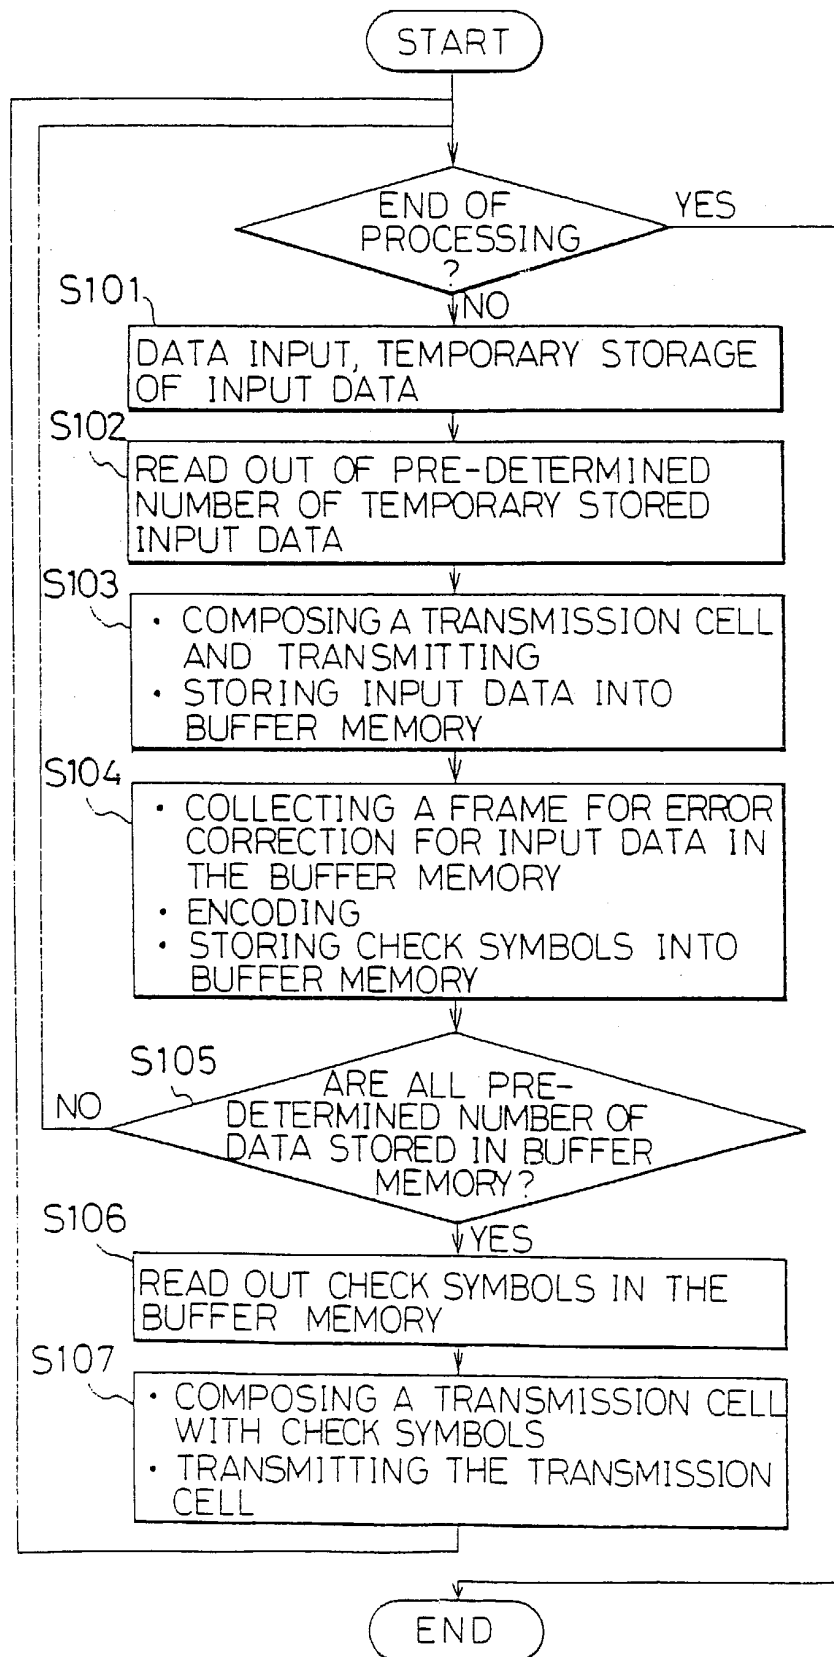 START
END OF
PROCESSING
?
YES
NO
S101
DATA INPUT, TEMPORARY STORAGE
OF INPUT DATA
S102
READ OUT OF PRE-DETERMINED
NUMBER OF TEMPORARY STORED
INPUT DATA
S103
· COMPOSING A TRANSMISSION CELL
AND TRANSMITTING
· STORING INPUT DATA INTO
BUFFER MEMORY
S104
· COLLECTING A FRAME FOR ERROR
CORRECTION FOR INPUT DATA IN
THE BUFFER MEMORY
· ENCODING
· STORING CHECK SYMBOLS INTO
BUFFER MEMORY
S105
NO
ARE ALL PRE-
DETERMINED NUMBER OF
DATA STORED IN BUFFER
MEMORY?
YES
S106
READ OUT CHECK SYMBOLS IN THE
BUFFER MEMORY
S107
· COMPOSING A TRANSMISSION CELL
WITH CHECK SYMBOLS
· TRANSMITTING THE TRANSMISSION
CELL
END